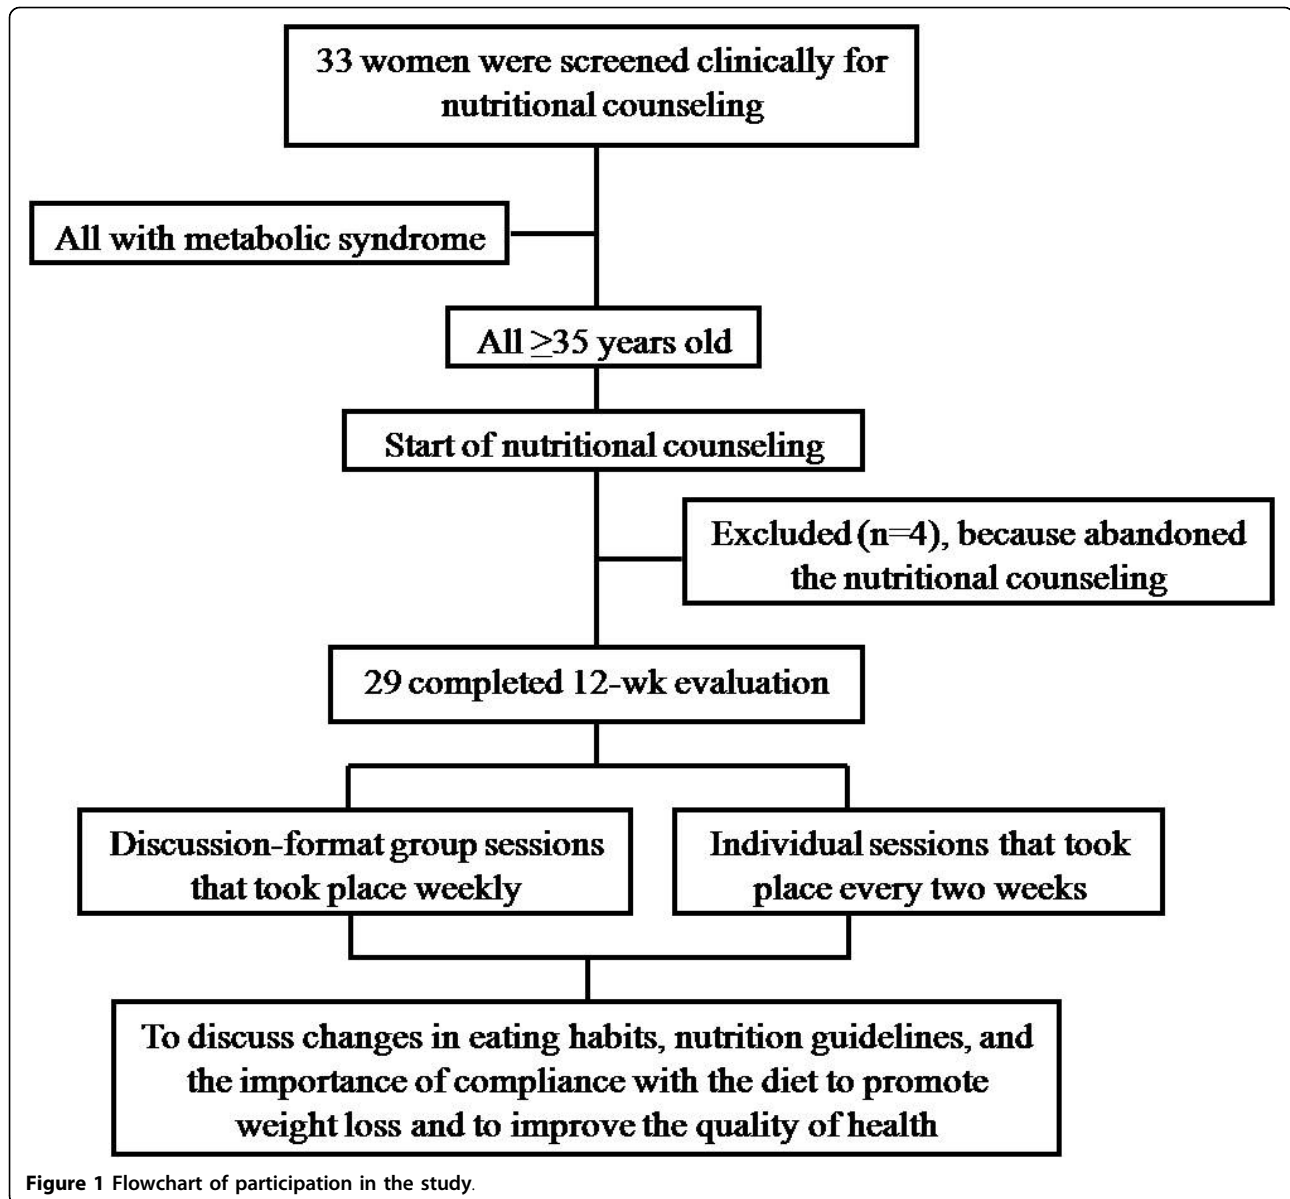 33 women were screened clinically for
nutritional counseling
All with metabolic syndrome
All ≥35 years old
Start of nutritional counseling
Excluded (n=4), because abandoned
the nutritional counseling
29 completed 12-wk evaluation
Discussion-format group sessions
that took place weekly
Individual sessions that took
place every two weeks
To discuss changes in eating habits, nutrition guidelines, and
the importance of compliance with the diet to promote
weight loss and to improve the quality of health
Figure 1 Flowchart of participation in the study.